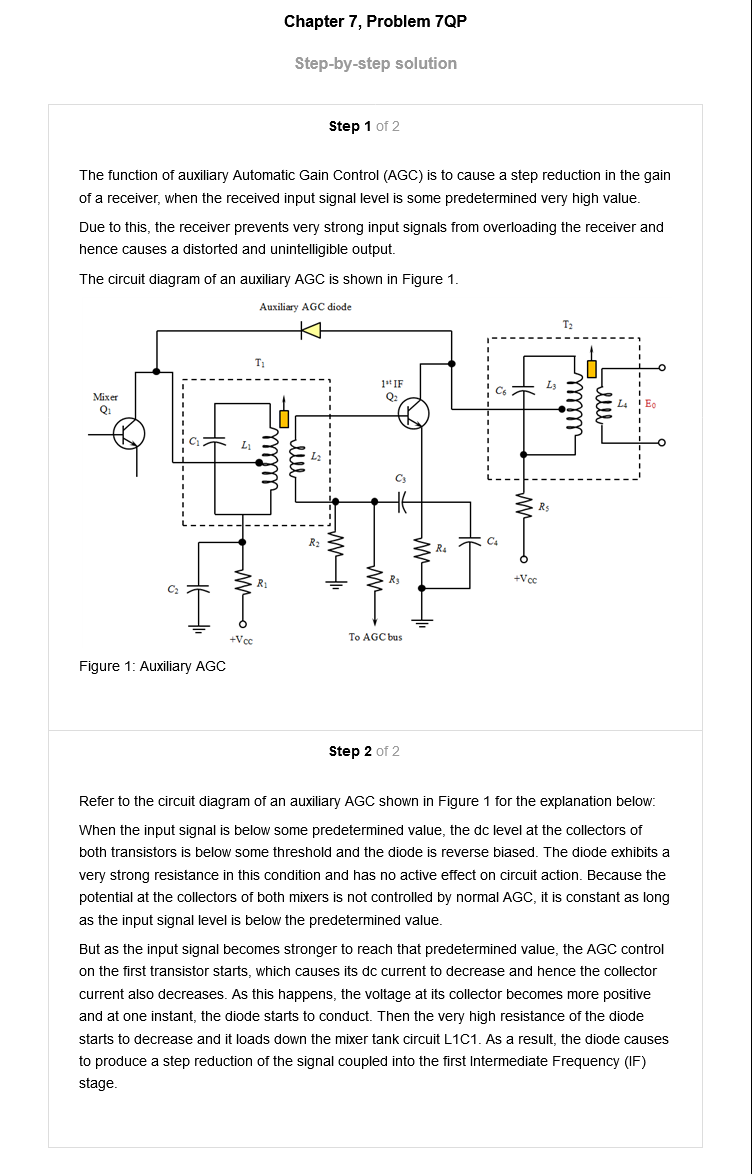 Chapter 7, Problem 7QP
Step-by-step solution
Step 1 of 2
The function of auxiliary Automatic Gain Control (AGC) is to cause a step reduction in the gain
of a receiver, when the received input signal level is some predetermined very high value.
Due to this, the receiver prevents very strong input signals from overloading the receiver and
hence causes a distorted and unintelligible output.
The circuit diagram of an auxiliary AGC is shown in Figure 1.
Auxiliary AGC diode
T2
T1
1st IF
Q2
Mixer
Q1
C6
L3
L4
E0
C1
L1
L2
C3
R5
R2
R4
C4
C2
R1
R3
+VCC
+VCC
To AGC bus
Figure 1: Auxiliary AGC
Step 2 of 2
Refer to the circuit diagram of an auxiliary AGC shown in Figure 1 for the explanation below:
When the input signal is below some predetermined value, the dc level at the collectors of
both transistors is below some threshold and the diode is reverse biased. The diode exhibits a
very strong resistance in this condition and has no active effect on circuit action. Because the
potential at the collectors of both mixers is not controlled by normal AGC, it is constant as long
as the input signal level is below the predetermined value.
But as the input signal becomes stronger to reach that predetermined value, the AGC control
on the first transistor starts, which causes its dc current to decrease and hence the collector
current also decreases. As this happens, the voltage at its collector becomes more positive
and at one instant, the diode starts to conduct. Then the very high resistance of the diode
starts to decrease and it loads down the mixer tank circuit L1C1. As a result, the diode causes
to produce a step reduction of the signal coupled into the first Intermediate Frequency (IF)
stage.